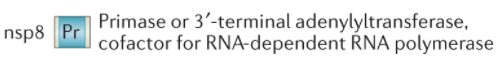 nsp8 Pr Primase or 3′-terminal adenylyltransferase,
cofactor for RNA-dependent RNA polymerase